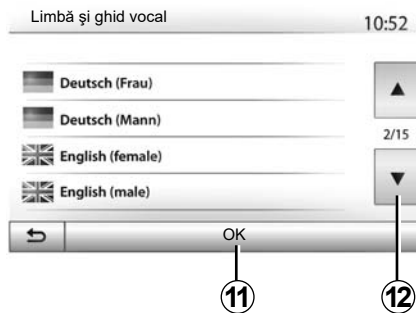 Limbă şi ghid vocal
10:52
Deutsch (Frau)
Deutsch (Mann)
2/15
English (female)
English (male)
OK
11
12